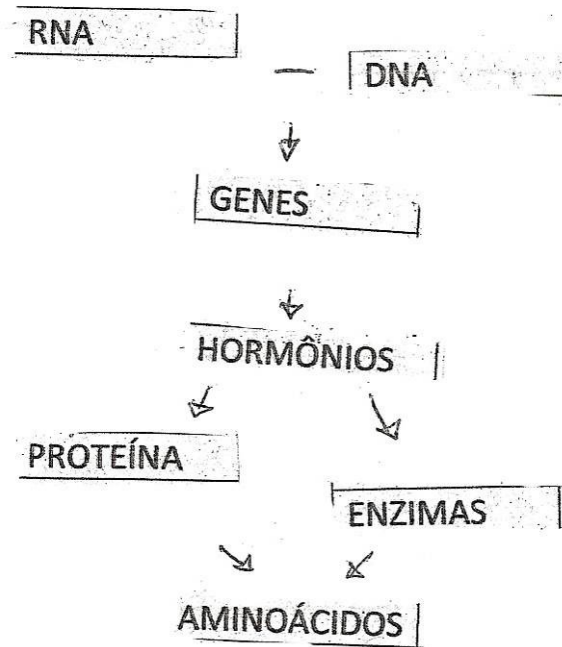 RNA
DNA
GENES
HORMÔNIOS
PROTEÍNA
ENZIMAS
AMINOÁCIDOS